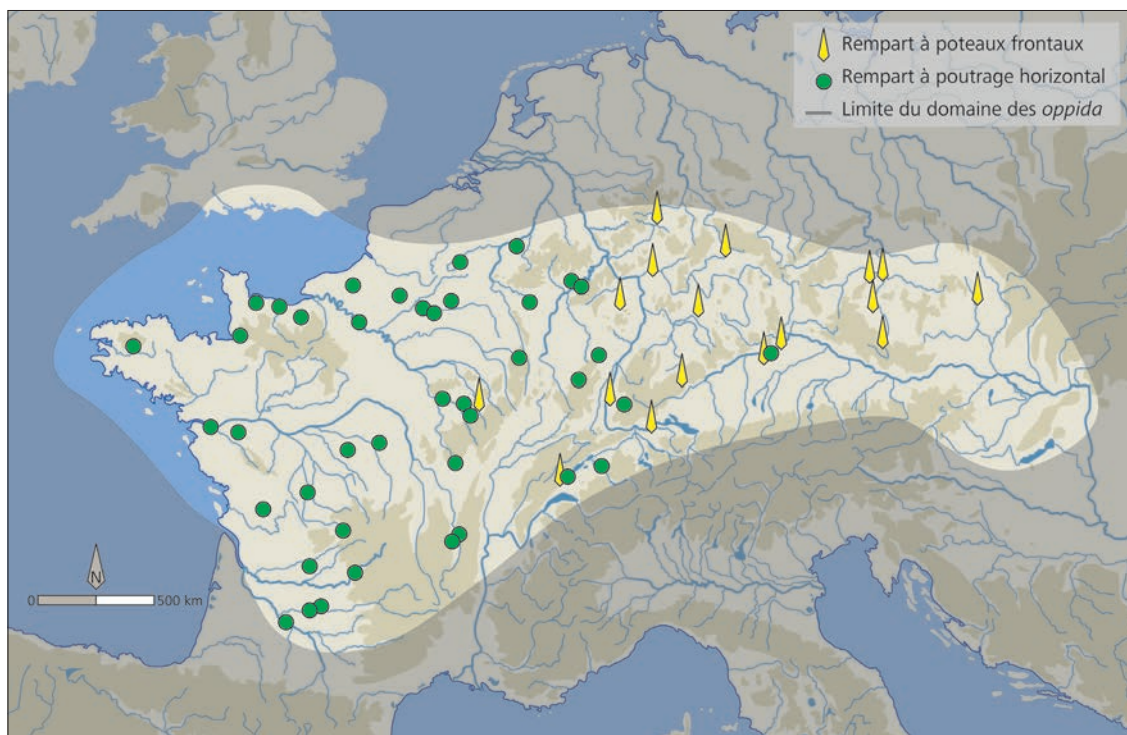 Rempart à poteaux frontaux
Rempart à poutrage horizontal
Limite du domaine des oppida
N
0 500 km